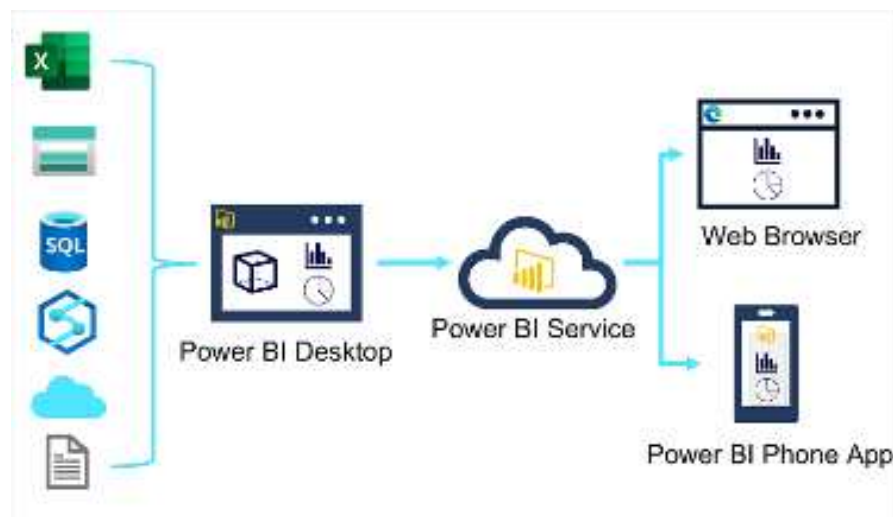 X
SQL
Power BI Desktop
Power BI Service
Web Browser
Power BI Phone App